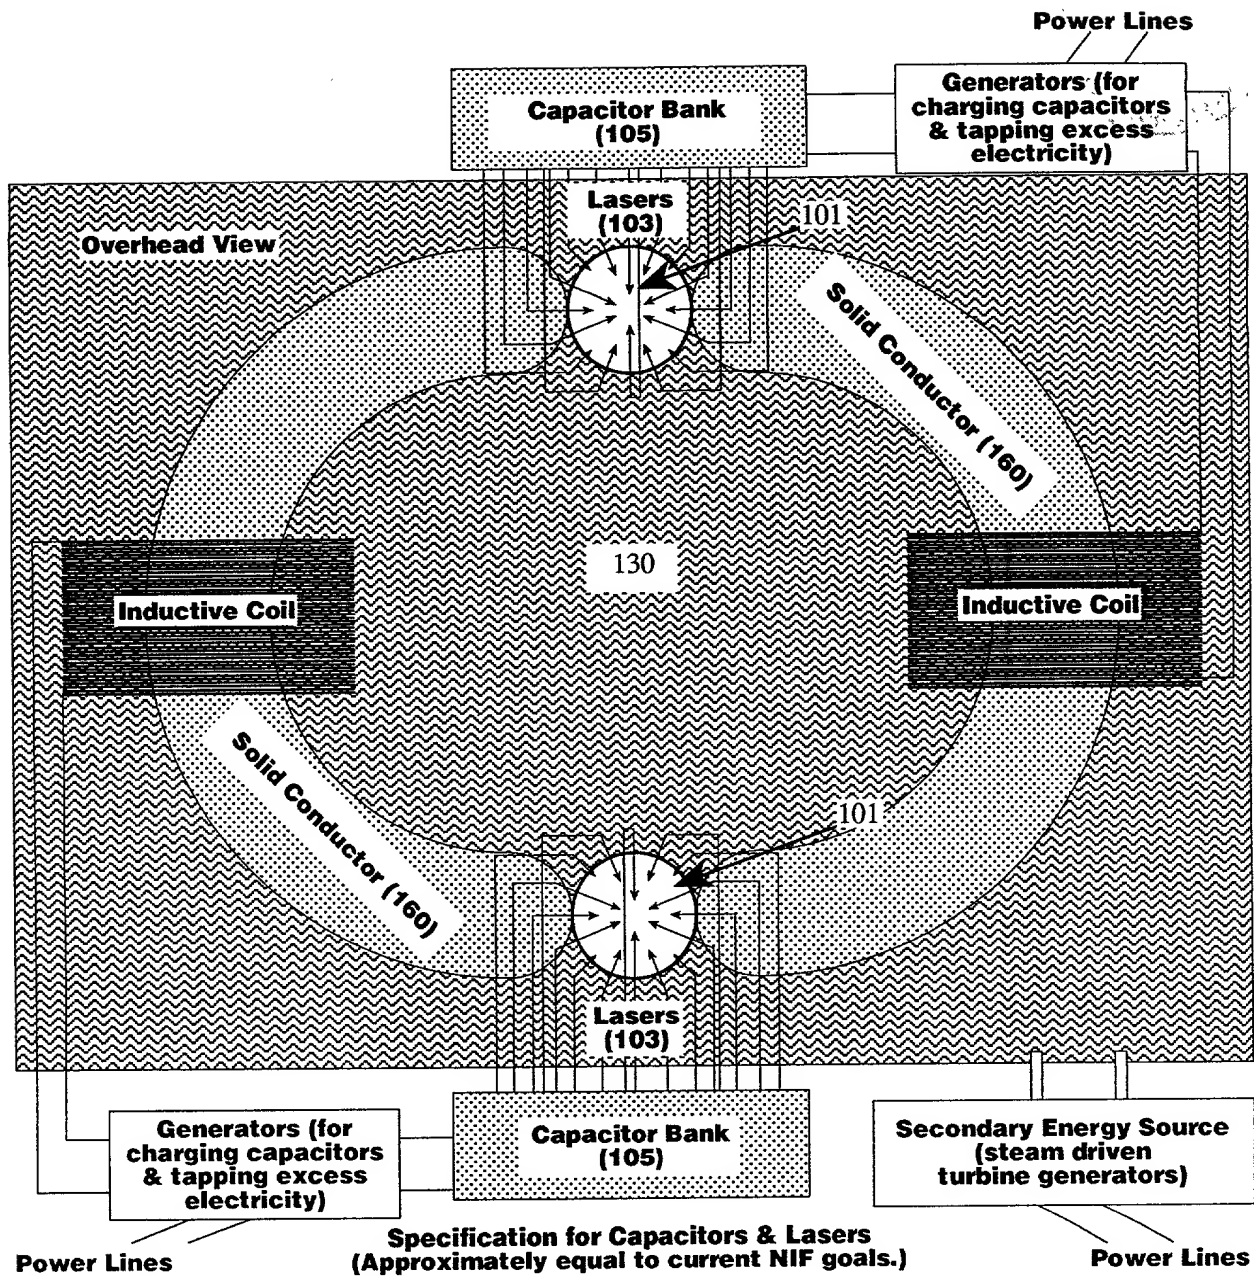 Power Lines
Capacitor Bank
(105)
Generators (for
charging capacitors
& tapping excess
electricity)
Lasers
(103)
101
Overhead View
Solid Conductor (160)
130
Inductive Coil
Inductive Coil
Solid Conductor (160)
101
Lasers
(103)
Generators (for
charging capacitors
& tapping excess
electricity)
Capacitor Bank
(105)
Secondary Energy Source
(steam driven
turbine generators)
Power Lines
Specification for Capacitors & Lasers
(Approximately equal to current NIF goals.)
Power Lines